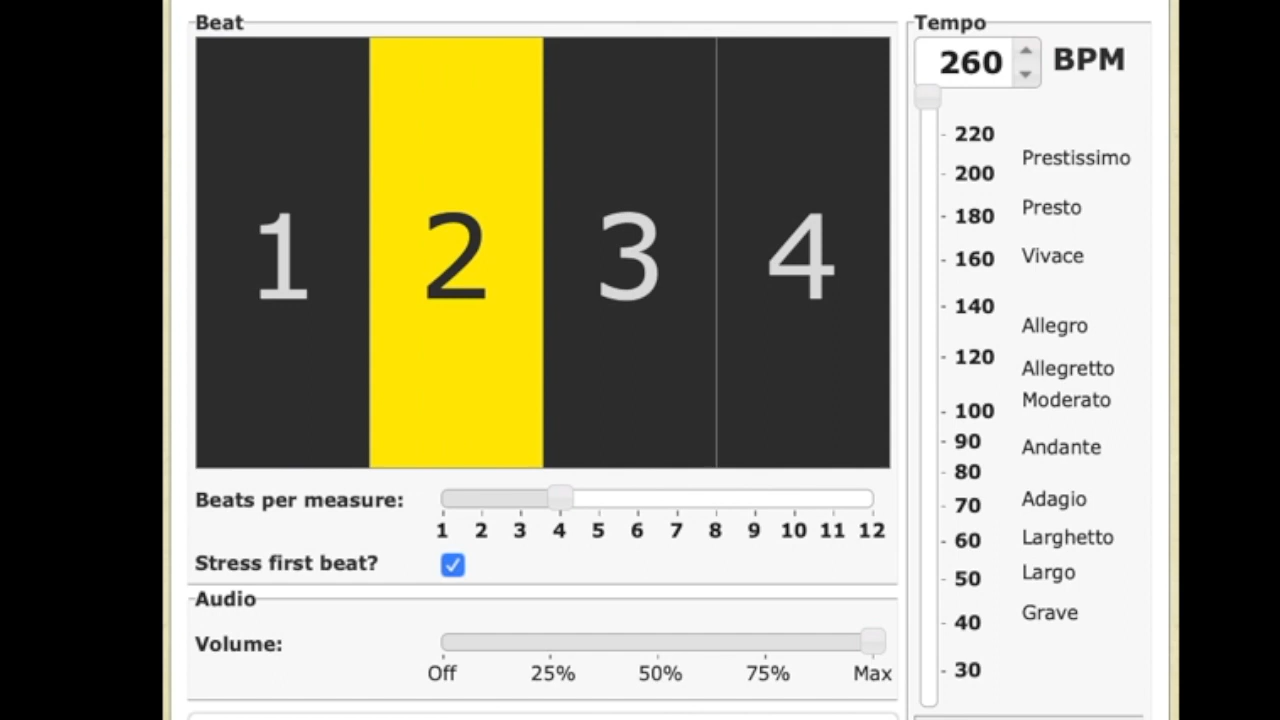 Beat
1 2 3 4
Beats per measure:
1 2 3 4 5 6 7 8 9 10 11 12
Stress first beat?
Audio
Volume:
Off 25% 50% 75% Max
Tempo
260 BPM
220
Prestissimo
200
Presto
180
Vivace
160
140
Allegro
120
Allegretto
Moderato
100
90
Andante
80
Adagio
70
Larghetto
60
Largo
50
Grave
40
30